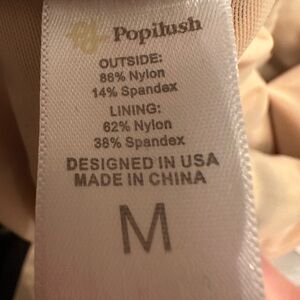 Popilush
OUTSIDE:
86% Nylon
14% Spandex
LINING:
62% Nylon
38% Spandex
DESIGNED IN USA
MADE IN CHINA
M